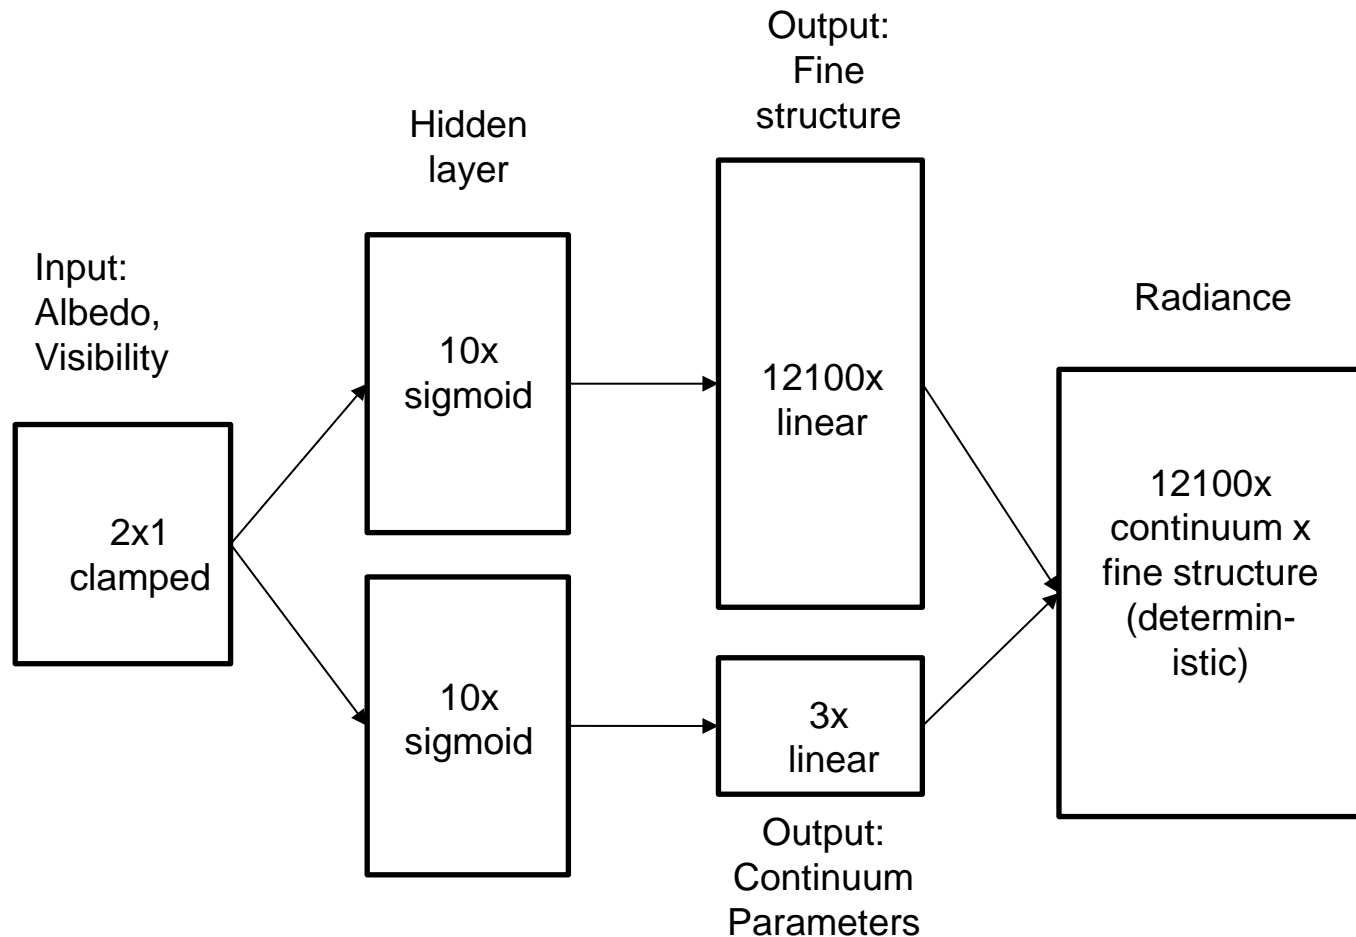 Input:
Albedo,
Visibility
2x1
clamped
Hidden
layer
10x
sigmoid
10x
sigmoid
Output:
Fine
structure
12100x
linear
3x
linear
Output:
Continuum
Parameters
Radiance
12100x
continuum x
fine structure
(determin-
istic)